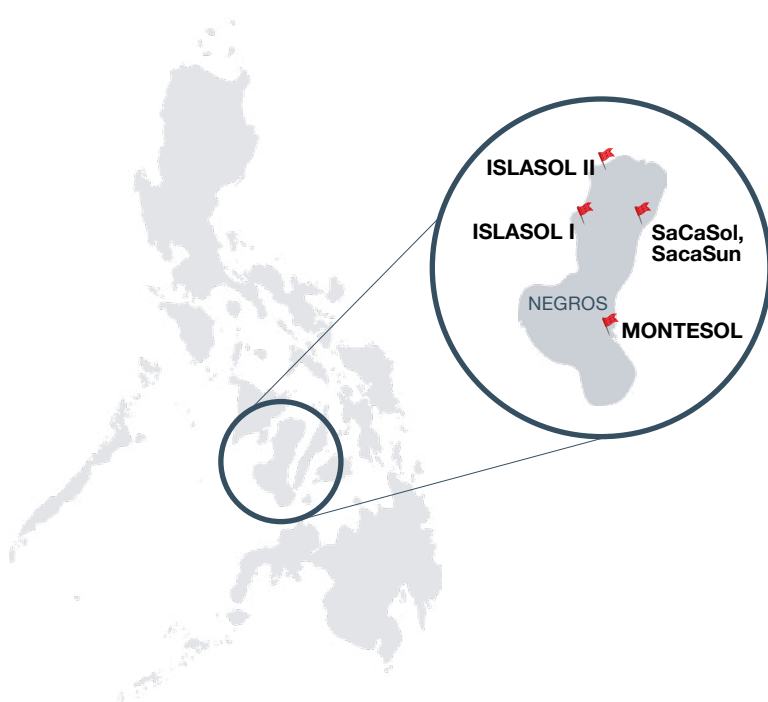 ISLASOL II
ISLASOL I
SaCaSol,
SacaSun
NEGROS
MONTESOL